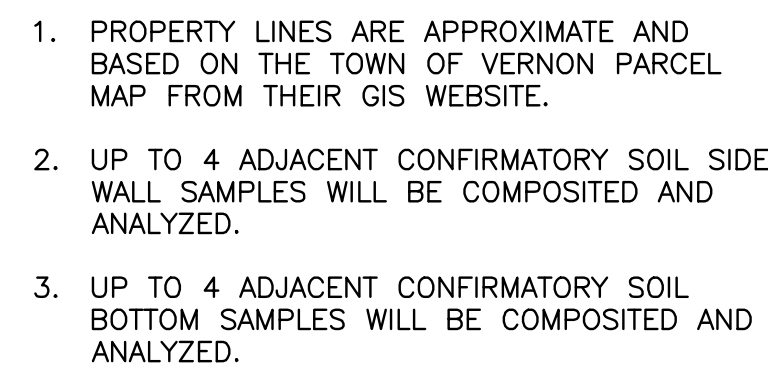 1. PROPERTY LINES ARE APPROXIMATE AND
BASED ON THE TOWN OF VERNON PARCEL
MAP FROM THEIR GIS WEBSITE.
2. UP TO 4 ADJACENT CONFIRMATORY SOIL SIDE
WALL SAMPLES WILL BE COMPOSITED AND
ANALYZED.
3. UP TO 4 ADJACENT CONFIRMATORY SOIL
BOTTOM SAMPLES WILL BE COMPOSITED AND
ANALYZED.